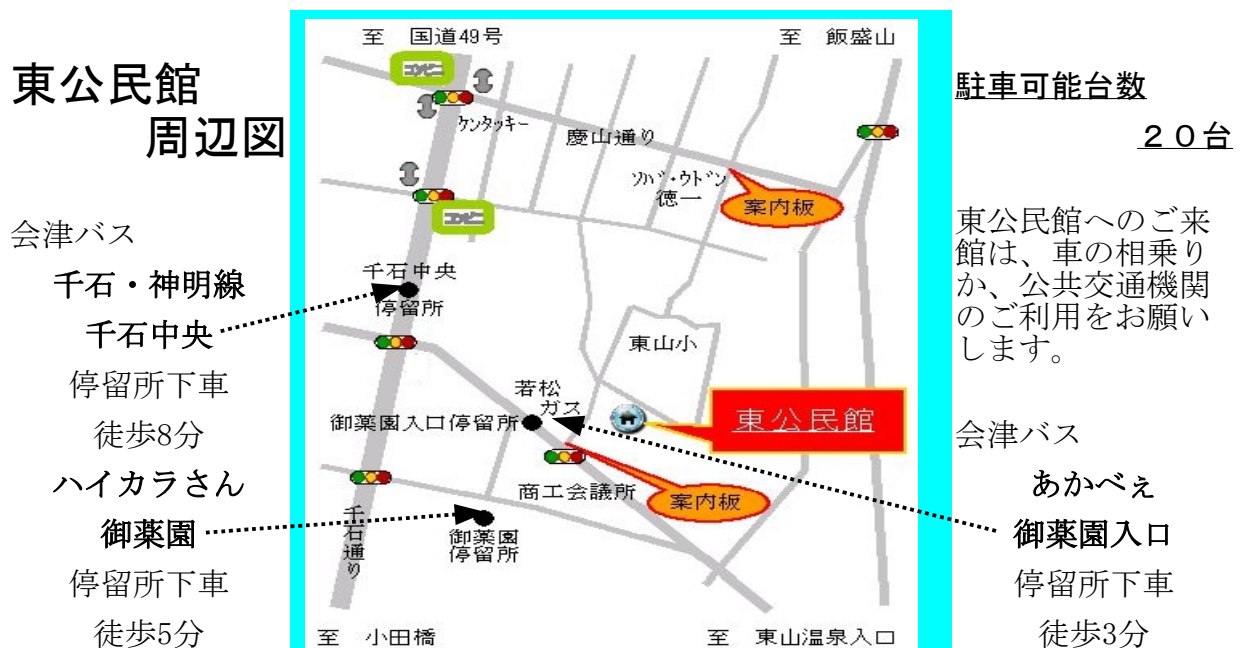 東公民館
周辺図
会津バス
千石・神明線
千石中央
停留所下車
徒歩8分
ハイカラさん
御薬園
停留所下車
徒歩5分
至 国道49号
至 飯盛山
コンビニ
ケンタッキー
慶山通り
ソバ・ウドン
徳一
案内板
コンビニ
千石中央
停留所
東山小
若松
ガス
御薬園入口停留所
東公民館
商工会議所
案内板
千石通り
御薬園
停留所
至 小田橋
至 東山温泉入口
駐車可能台数
20台
東公民館へのご来
館は、車の相乗り
か、公共交通機関
のご利用をお願い
します。
会津バス
あかべぇ
御薬園入口
停留所下車
徒歩3分